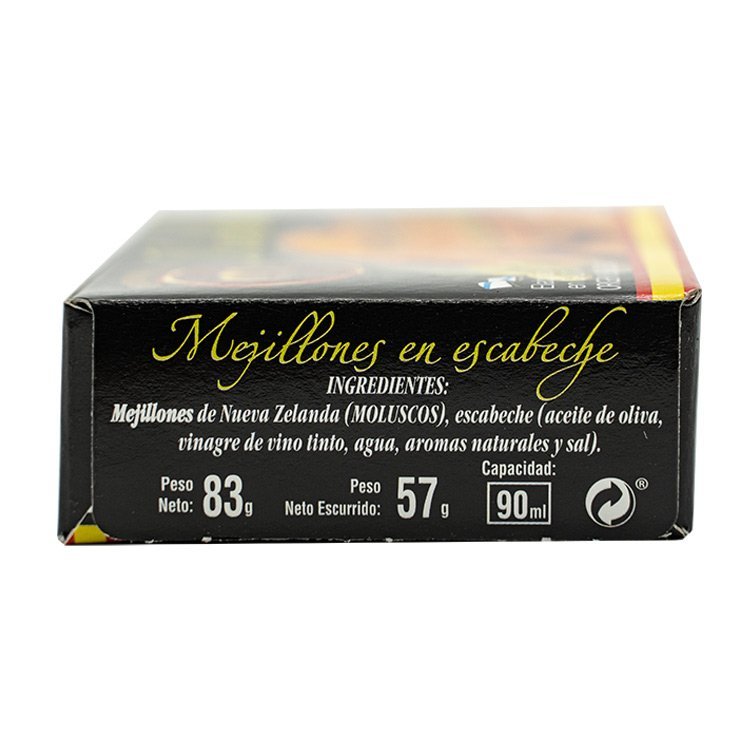 Mejillones en escabeche
INGREDIENTES:
Mejillones de Nueva Zelanda (MOLUSCOS), escabeche (aceite de oliva,
vinagre de vino tinto, agua, aromas naturales y sal).
Peso Neto: 83g
Peso Neto Escurrido: 57 g
Capacidad:
90ml
®